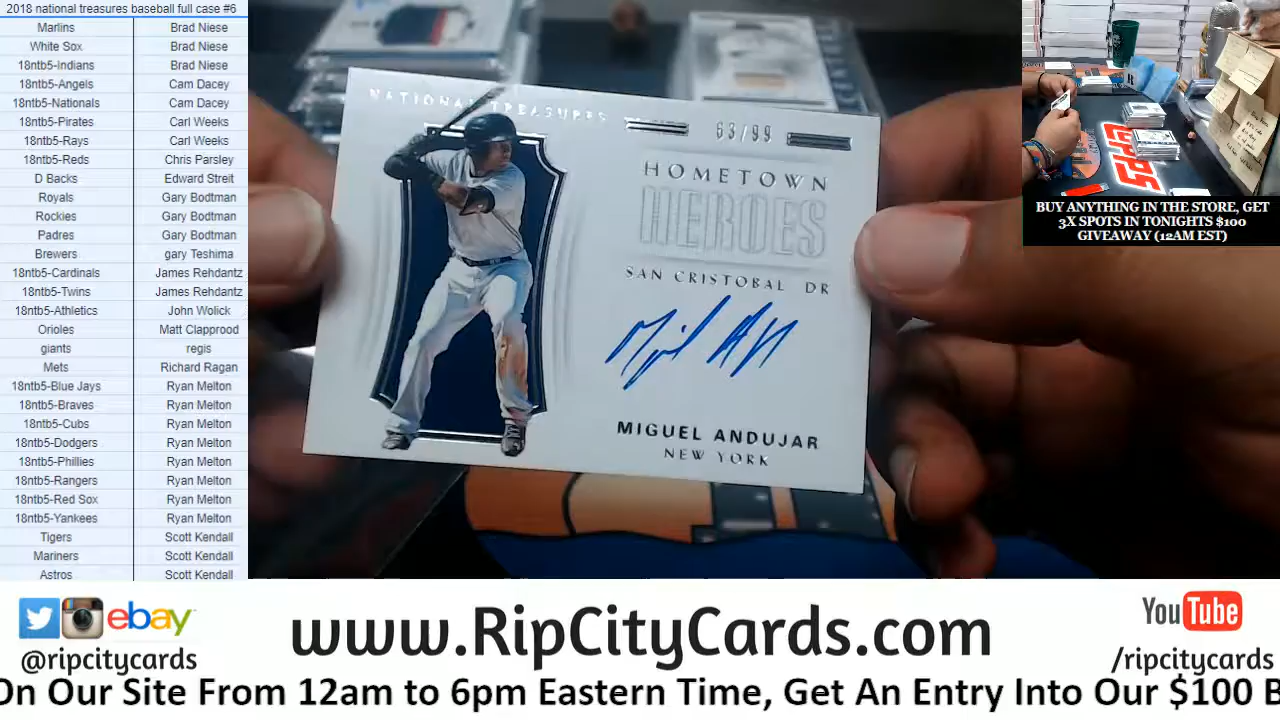 2018 national treasures baseball full case #6
Marlins Brad Niese
White Sox Brad Niese
18ntb5-Indians Brad Niese
18ntb5-Angels Cam Dacey
18ntb5-Nationals Cam Dacey
18ntb5-Pirates Carl Weeks
18ntb5-Rays Carl Weeks
18ntb5-Reds Chris Parsley
D Backs Edward Streit
Royals Gary Bodtman
Rockies Gary Bodtman
Padres Gary Bodtman
Brewers gary Teshima
18ntb5-Cardinals James Rehdantz
18ntb5-Twins James Rehdantz
18ntb5-Athletics John Wolick
Orioles Matt Clapprood
giants regis
Mets Richard Ragan
18ntb5-Blue Jays Ryan Melton
18ntb5-Braves Ryan Melton
18ntb5-Cubs Ryan Melton
18ntb5-Dodgers Ryan Melton
18ntb5-Phillies Ryan Melton
18ntb5-Rangers Ryan Melton
18ntb5-Red Sox Ryan Melton
18ntb5-Yankees Ryan Melton
Tigers Scott Kendall
Mariners Scott Kendall
Astros Scott Kendall
NATIONAL TREASURES
63/99
HOMETOWN
HEROES
SAN CRISTOBAL DR
MIGUEL ANDUJAR
NEW YORK
BUY ANYTHING IN THE STORE, GET
3X SPOTS IN TONIGHTS $100
GIVEAWAY (12AM EST)
ebay
@ripcitycards
www.RipCityCards.com
YouTube
/ripcitycards
On Our Site From 12am to 6pm Eastern Time, Get An Entry Into Our $100 B